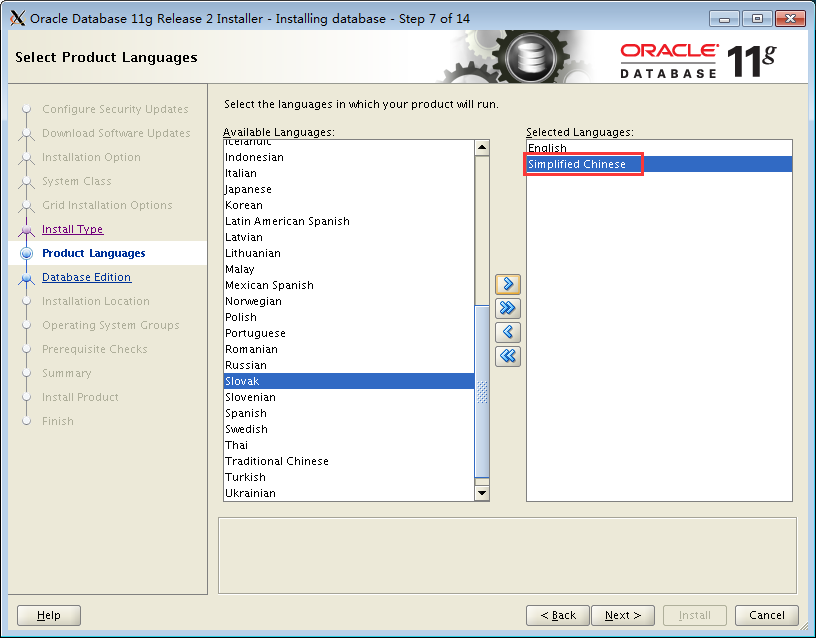 Oracle Database 11g Release 2 Installer - Installing database - Step 7 of 14
Select Product Languages
ORACLE
DATABASE
11g
Configure Security Updates
Download Software Updates
Installation Option
System Class
Grid Installation Options
Install Type
Product Languages
Database Edition
Installation Location
Operating System Groups
Prerequisite Checks
Summary
Install Product
Finish
Select the languages in which your product will run.
Available Languages:
Icelandic
Indonesian
Italian
Japanese
Korean
Latin American Spanish
Latvian
Lithuanian
Malay
Mexican Spanish
Norwegian
Polish
Portuguese
Romanian
Russian
Slovak
Slovenian
Spanish
Swedish
Thai
Traditional Chinese
Turkish
Ukrainian
Selected Languages:
English
Simplified Chinese
Help
< Back
Next >
Install
Cancel